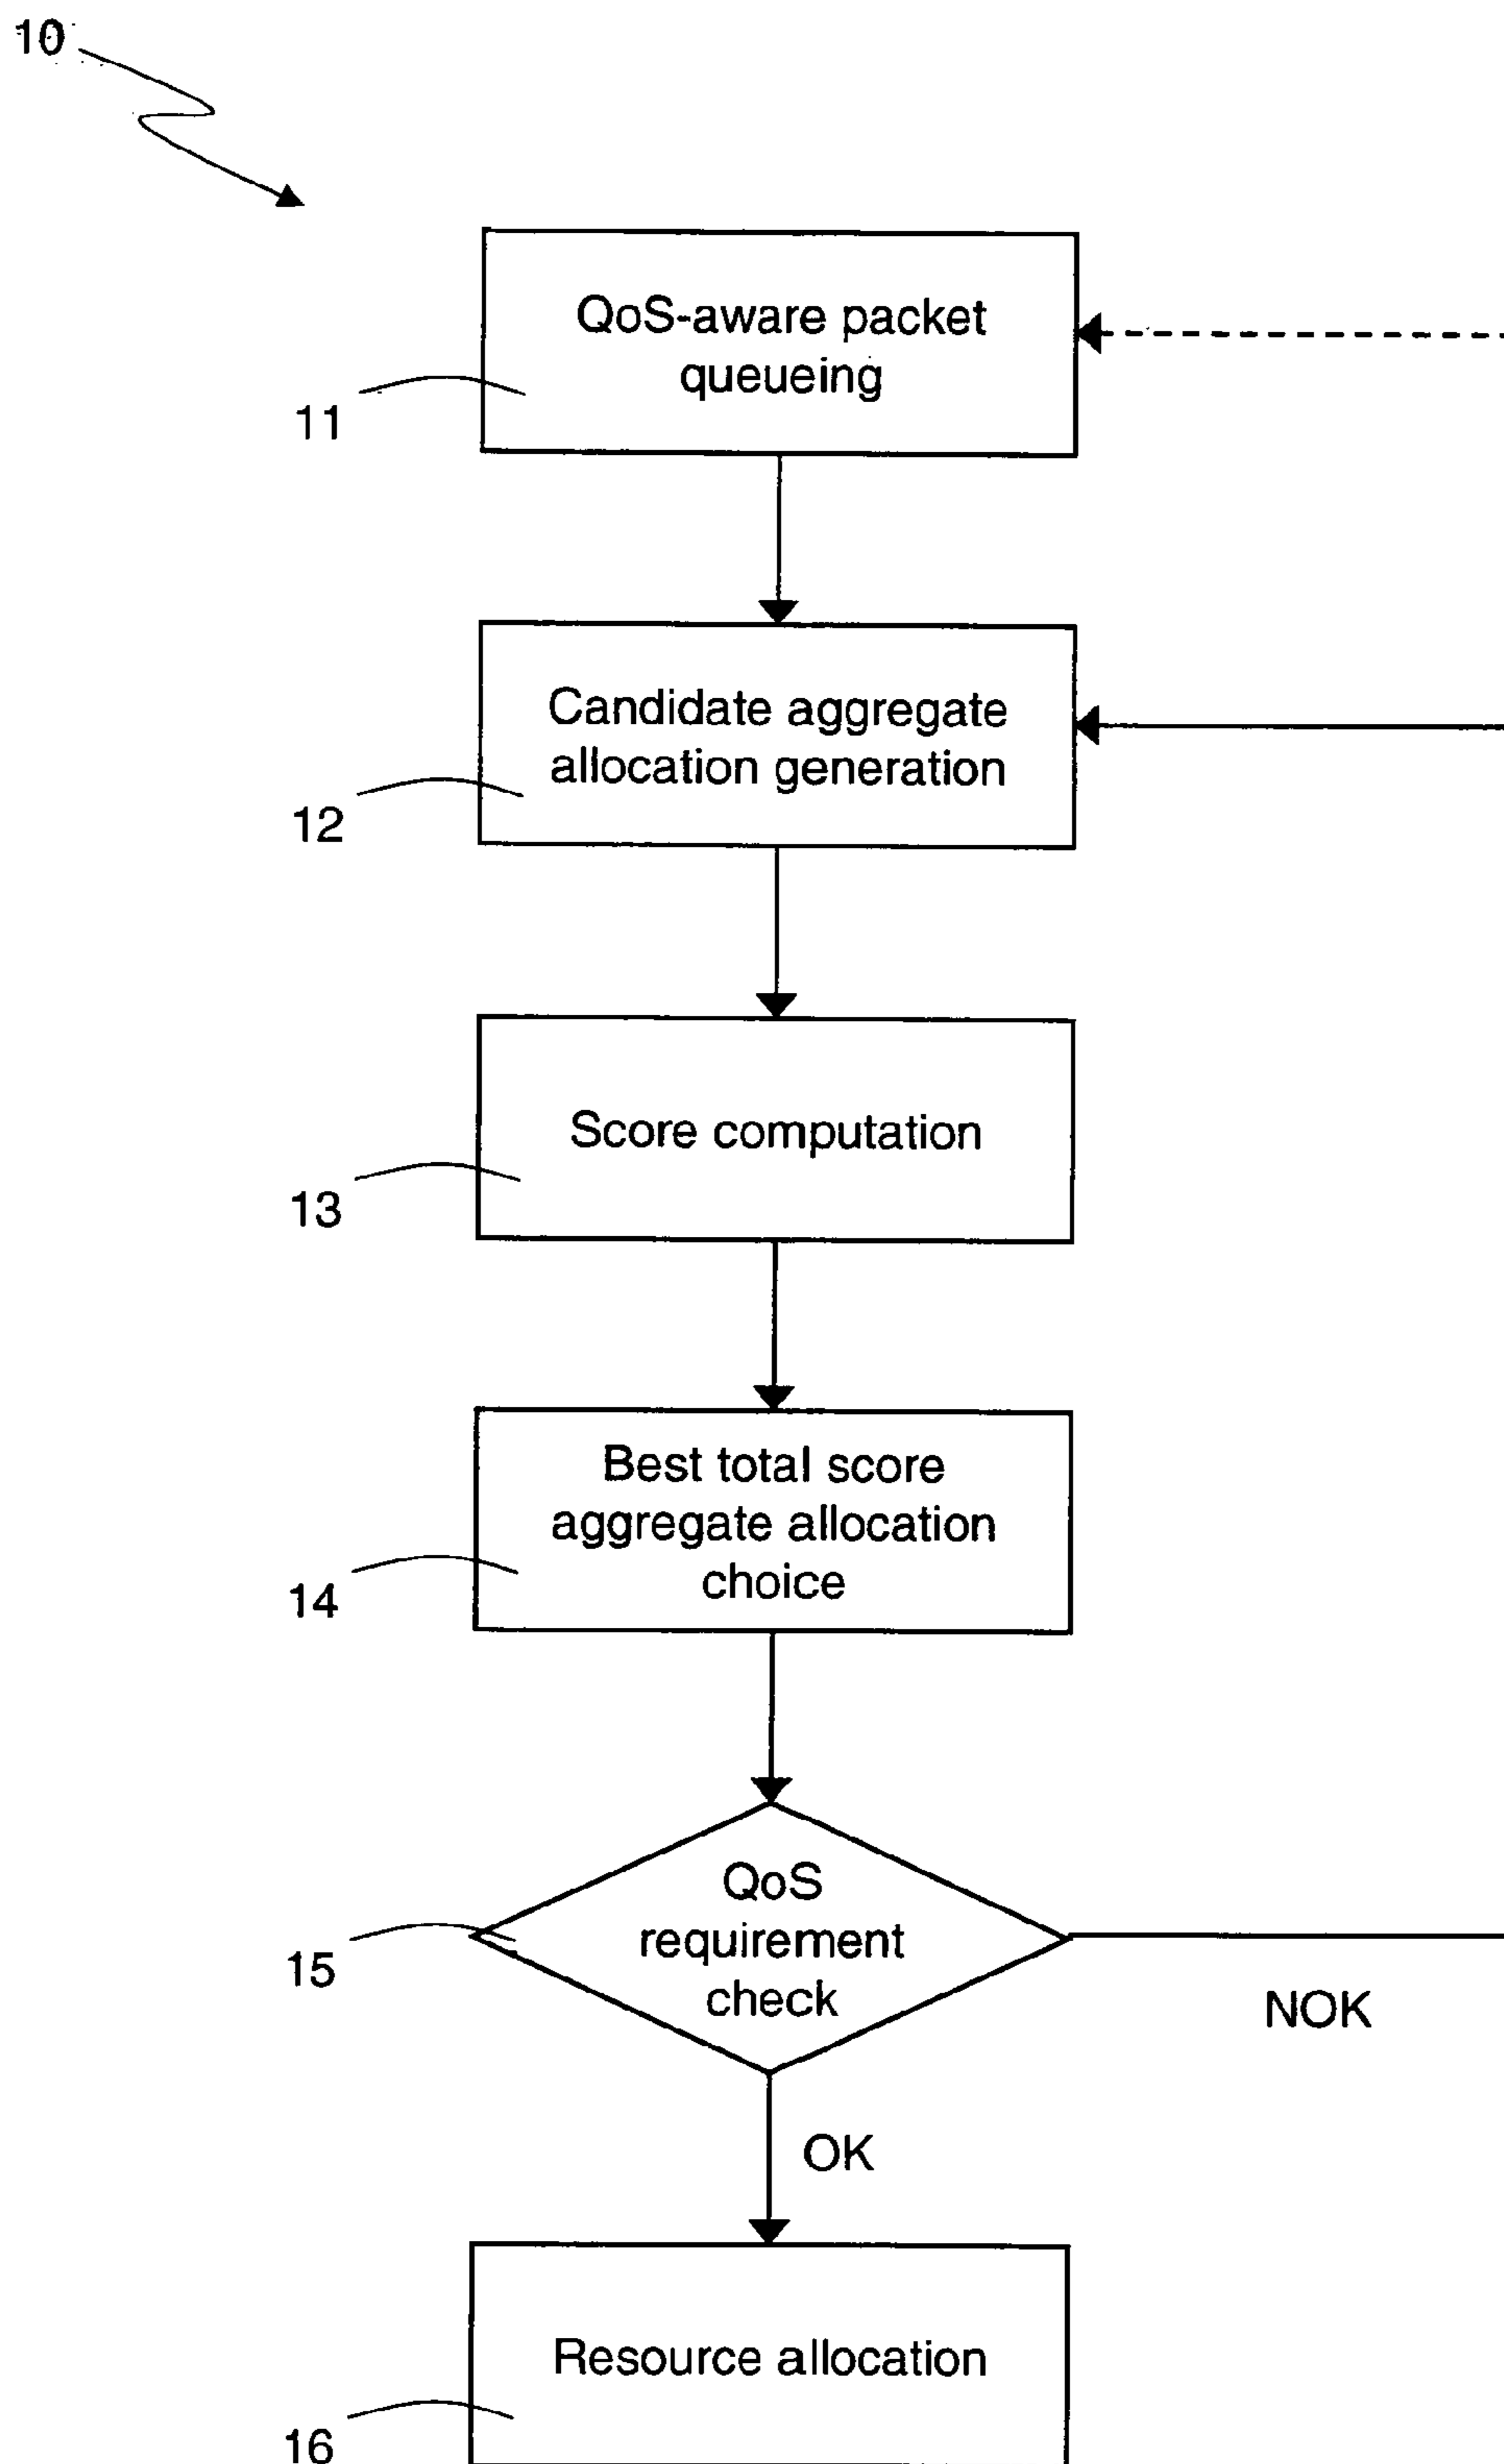 10
QoS-aware packet
queueing
11
Candidate aggregate
allocation generation
12
Score computation
13
Best total score
aggregate allocation
choice
14
QoS
requirement
check
15
NOK
OK
Resource allocation
16